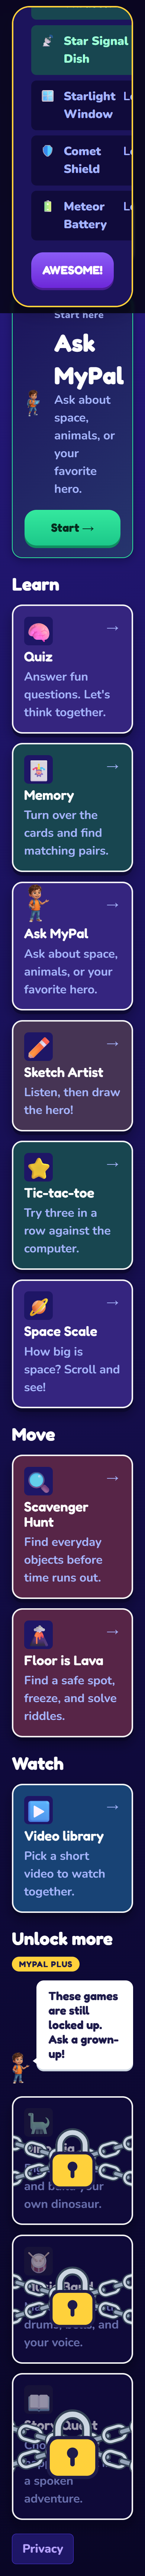 Star Signal
Dish
Starlight
Window
Comet
Shield
Meteor
Battery
AWESOME!
Start here
Ask
MyPal
Ask about
space,
animals, or
your
favorite
hero.
Start →
Learn
→
Quiz
Answer fun
questions. Let's
think together.
→
Memory
Turn over the
cards and find
matching pairs.
→
Ask MyPal
Ask about space,
animals, or your
favorite hero.
→
Sketch Artist
Listen, then draw
the hero!
→
Tic-tac-toe
Try three in a
row against the
computer.
→
Space Scale
How big is
space? Scroll and
see!
Move
→
Scavenger
Hunt
Find everyday
objects before
time runs out.
→
Floor is Lava
Find a safe spot,
freeze, and solve
riddles.
Watch
→
Video library
Pick a short
video to watch
together.
Unlock more
MYPAL PLUS
These games
are still
locked up.
Ask a grown-
up!
own dinosaur.
your voice.
a spoken
adventure.
Privacy